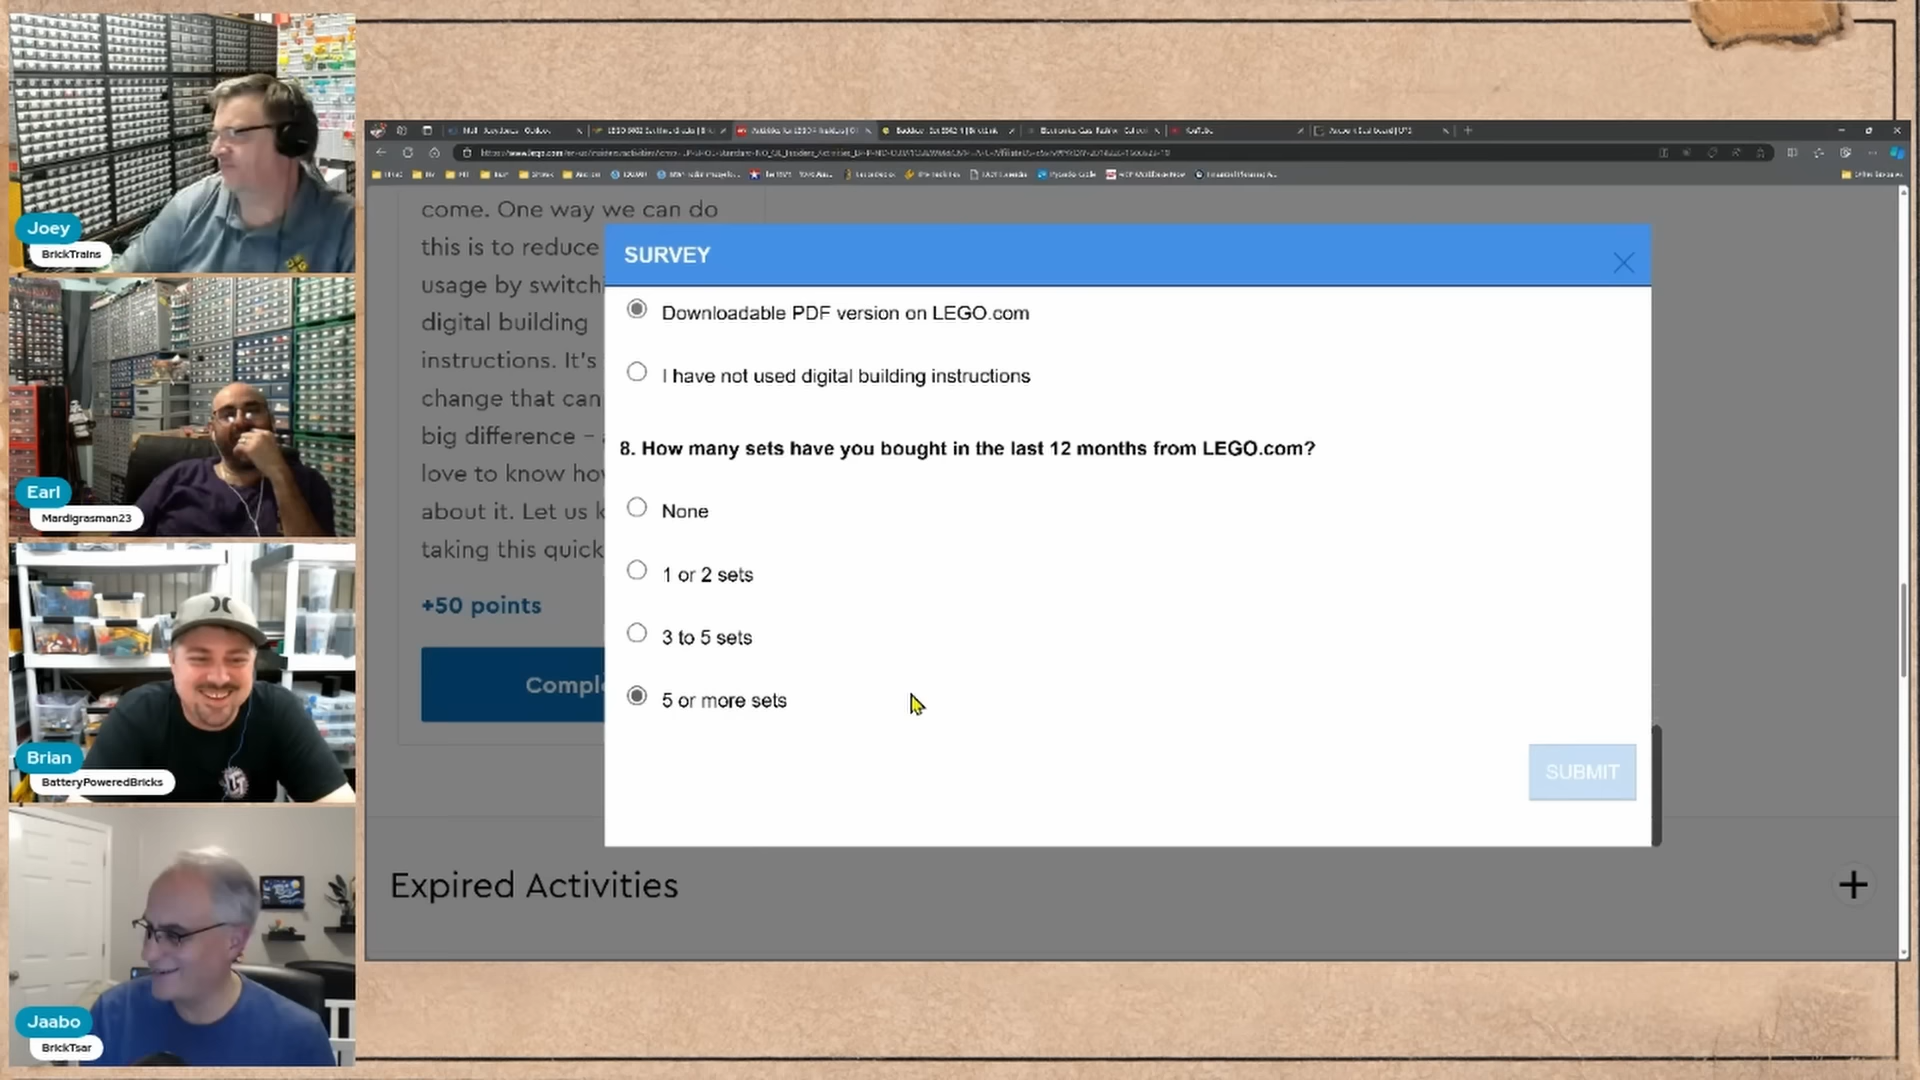 Joey
BrickTrains
Earl
Mardigrasman23
Brian
BatteryPoweredBricks
Jaabo
BrickTsar
YouTube
come. One way we can do
this is to reduce
usage by switchi
digital building
instructions. It's
change that can
big difference –
love to know ho
about it. Let us
taking this quick
+50 points
Comple
SURVEY
Downloadable PDF version on LEGO.com
I have not used digital building instructions
8. How many sets have you bought in the last 12 months from LEGO.com?
None
1 or 2 sets
3 to 5 sets
5 or more sets
SUBMIT
Expired Activities